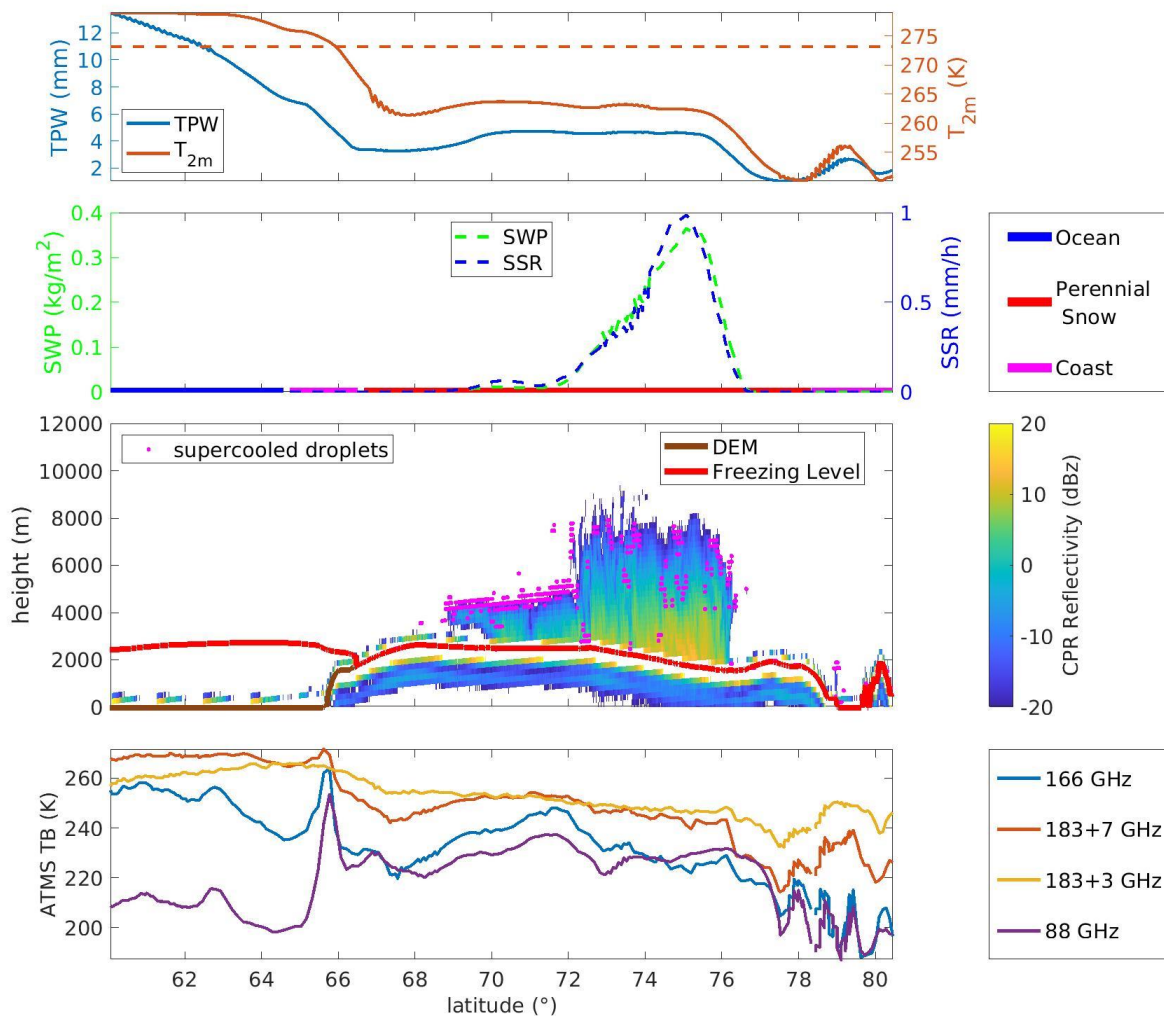 12
10
8
6
4
2
TPW (mm)
TPW
T2m
275
270
265
260
255
T2m (K)
0.4
0.3
0.2
0.1
0
SWP (kg/m2)
SWP
SSR
1
0.5
0
SSR (mm/h)
Ocean
Perennial
Snow
Coast
12000
10000
8000
6000
4000
2000
0
height (m)
supercooled droplets
DEM
Freezing Level
20
10
0
-10
-20
CPR Reflectivity (dBz)
260
240
220
200
ATMS TB (K)
62 64 66 68 70 72 74 76 78 80
latitude (°)
166 GHz
183+7 GHz
183+3 GHz
88 GHz